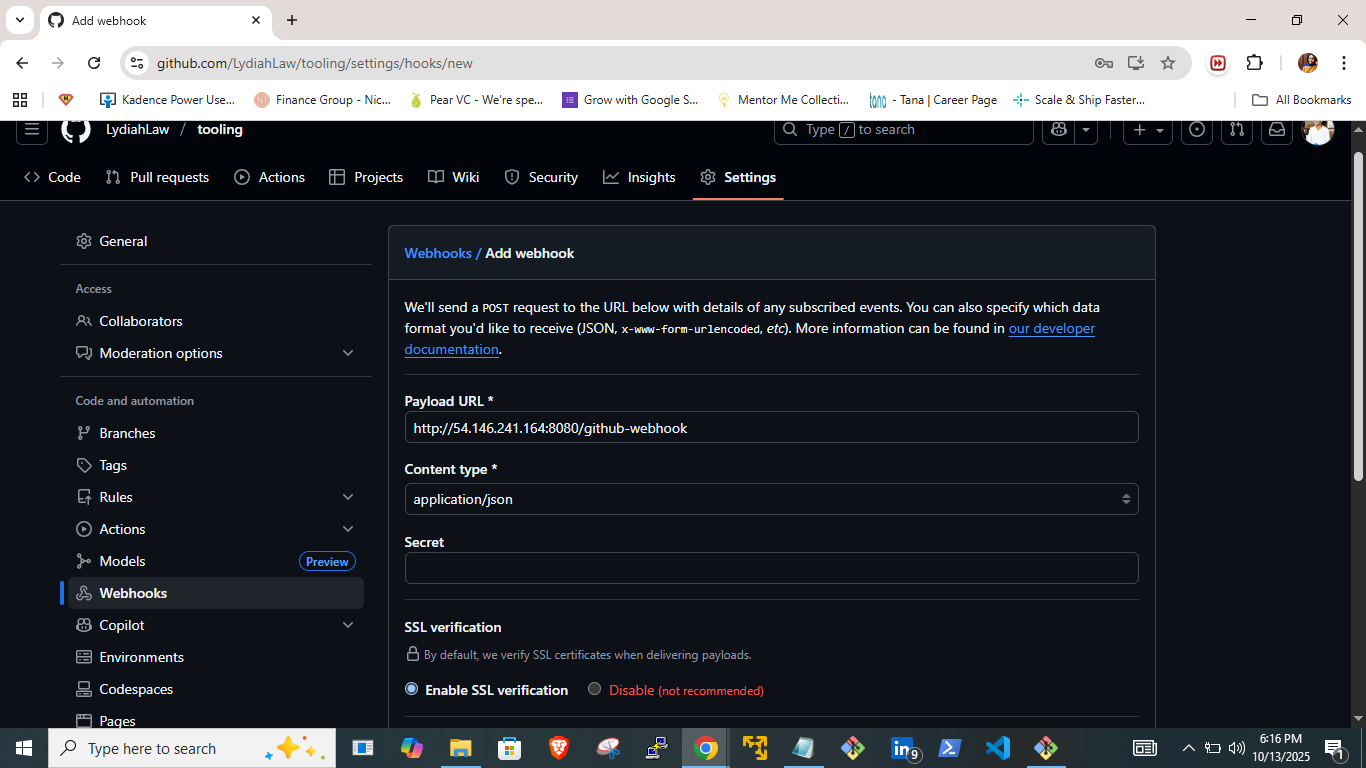 Add webhook
github.com/LydiahLaw/tooling/settings/hooks/new
Kadence Power Use...
Finance Group - Nic...
Pear VC - We're spe...
Grow with Google S...
Mentor Me Collecti...
tana
- Tana | Career Page
Scale & Ship Faster...
All Bookmarks
LydiahLaw / tooling
Type / to search
Code
Pull requests
Actions
Projects
Wiki
Security
Insights
Settings
General
Access
Collaborators
Moderation options
Code and automation
Branches
Tags
Rules
Actions
Models
Preview
Webhooks
Copilot
Environments
Codespaces
Pages
Webhooks / Add webhook
We'll send a POST request to the URL below with details of any subscribed events. You can also specify which data
format you'd like to receive (JSON, x-www-form-urlencoded, etc). More information can be found in our developer
documentation.
Payload URL *
http://54.146.241.164:8080/github-webhook
Content type *
application/json
Secret
SSL verification
By default, we verify SSL certificates when delivering payloads.
Enable SSL verification
Disable (not recommended)
Type here to search
9
6:16 PM
10/13/2025
1